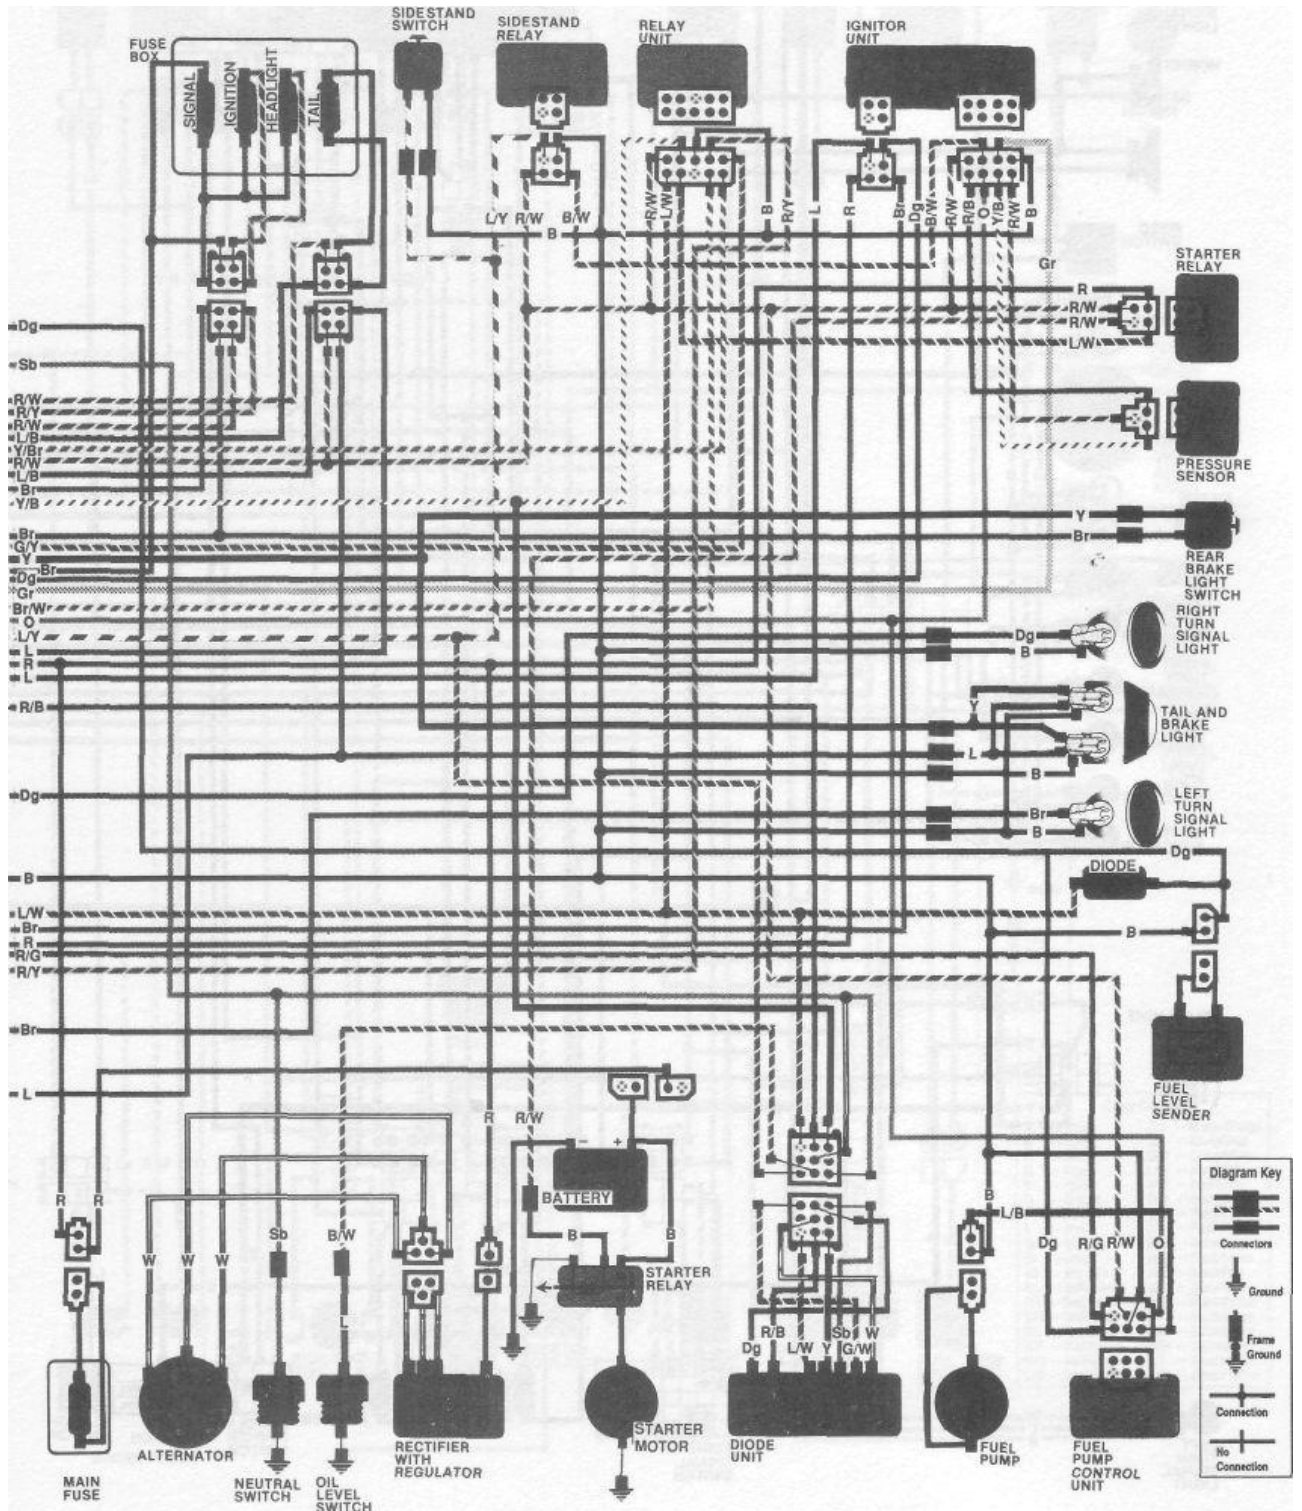 SIDESTAND
SWITCH
SIDESTAND
RELAY
RELAY
UNIT
IGNITOR
UNIT
FUSE
BOX
SIGNAL
IGNITION
HEADLIGHT
TAIL
L/Y
R/W
B/W
B
R/W
L/W
B
R/Y
L
R
Br
Dg
B/W
R/W
R/B
O
Y/B
R/W
B
Gr
STARTER
RELAY
R
R/W
R/W
L/W
Dg
Sb
R/W
R/Y
R/W
L/B
Y/Br
R/W
L/B
Br
Y/B
Br
G/Y
Y
Br
Dg
Gr
Br/W
O
L/Y
L
R
L
R/B
Dg
B
L/W
Br
R
R/G
R/Y
Br
L
PRESSURE
SENSOR
Y
Br
REAR
BRAKE
LIGHT
SWITCH
Dg
B
RIGHT
TURN
SIGNAL
LIGHT
Y
L
B
TAIL AND
BRAKE
LIGHT
Br
B
LEFT
TURN
SIGNAL
LIGHT
Dg
DIODE
B
FUEL
LEVEL
SENDER
R
R
W
W
W
Sb
B/W
L
R
R/W
-
+
BATTERY
B
B
STARTER
RELAY
Dg
R/B
L/W
Y
Sb
G/W
W
B
L/B
Dg
R/G
R/W
O
Diagram Key
Connectors
Ground
Frame
Ground
Connection
No
Connection
MAIN
FUSE
ALTERNATOR
NEUTRAL
SWITCH
OIL
LEVEL
SWITCH
RECTIFIER
WITH
REGULATOR
STARTER
MOTOR
DIODE
UNIT
FUEL
PUMP
FUEL
PUMP
CONTROL
UNIT